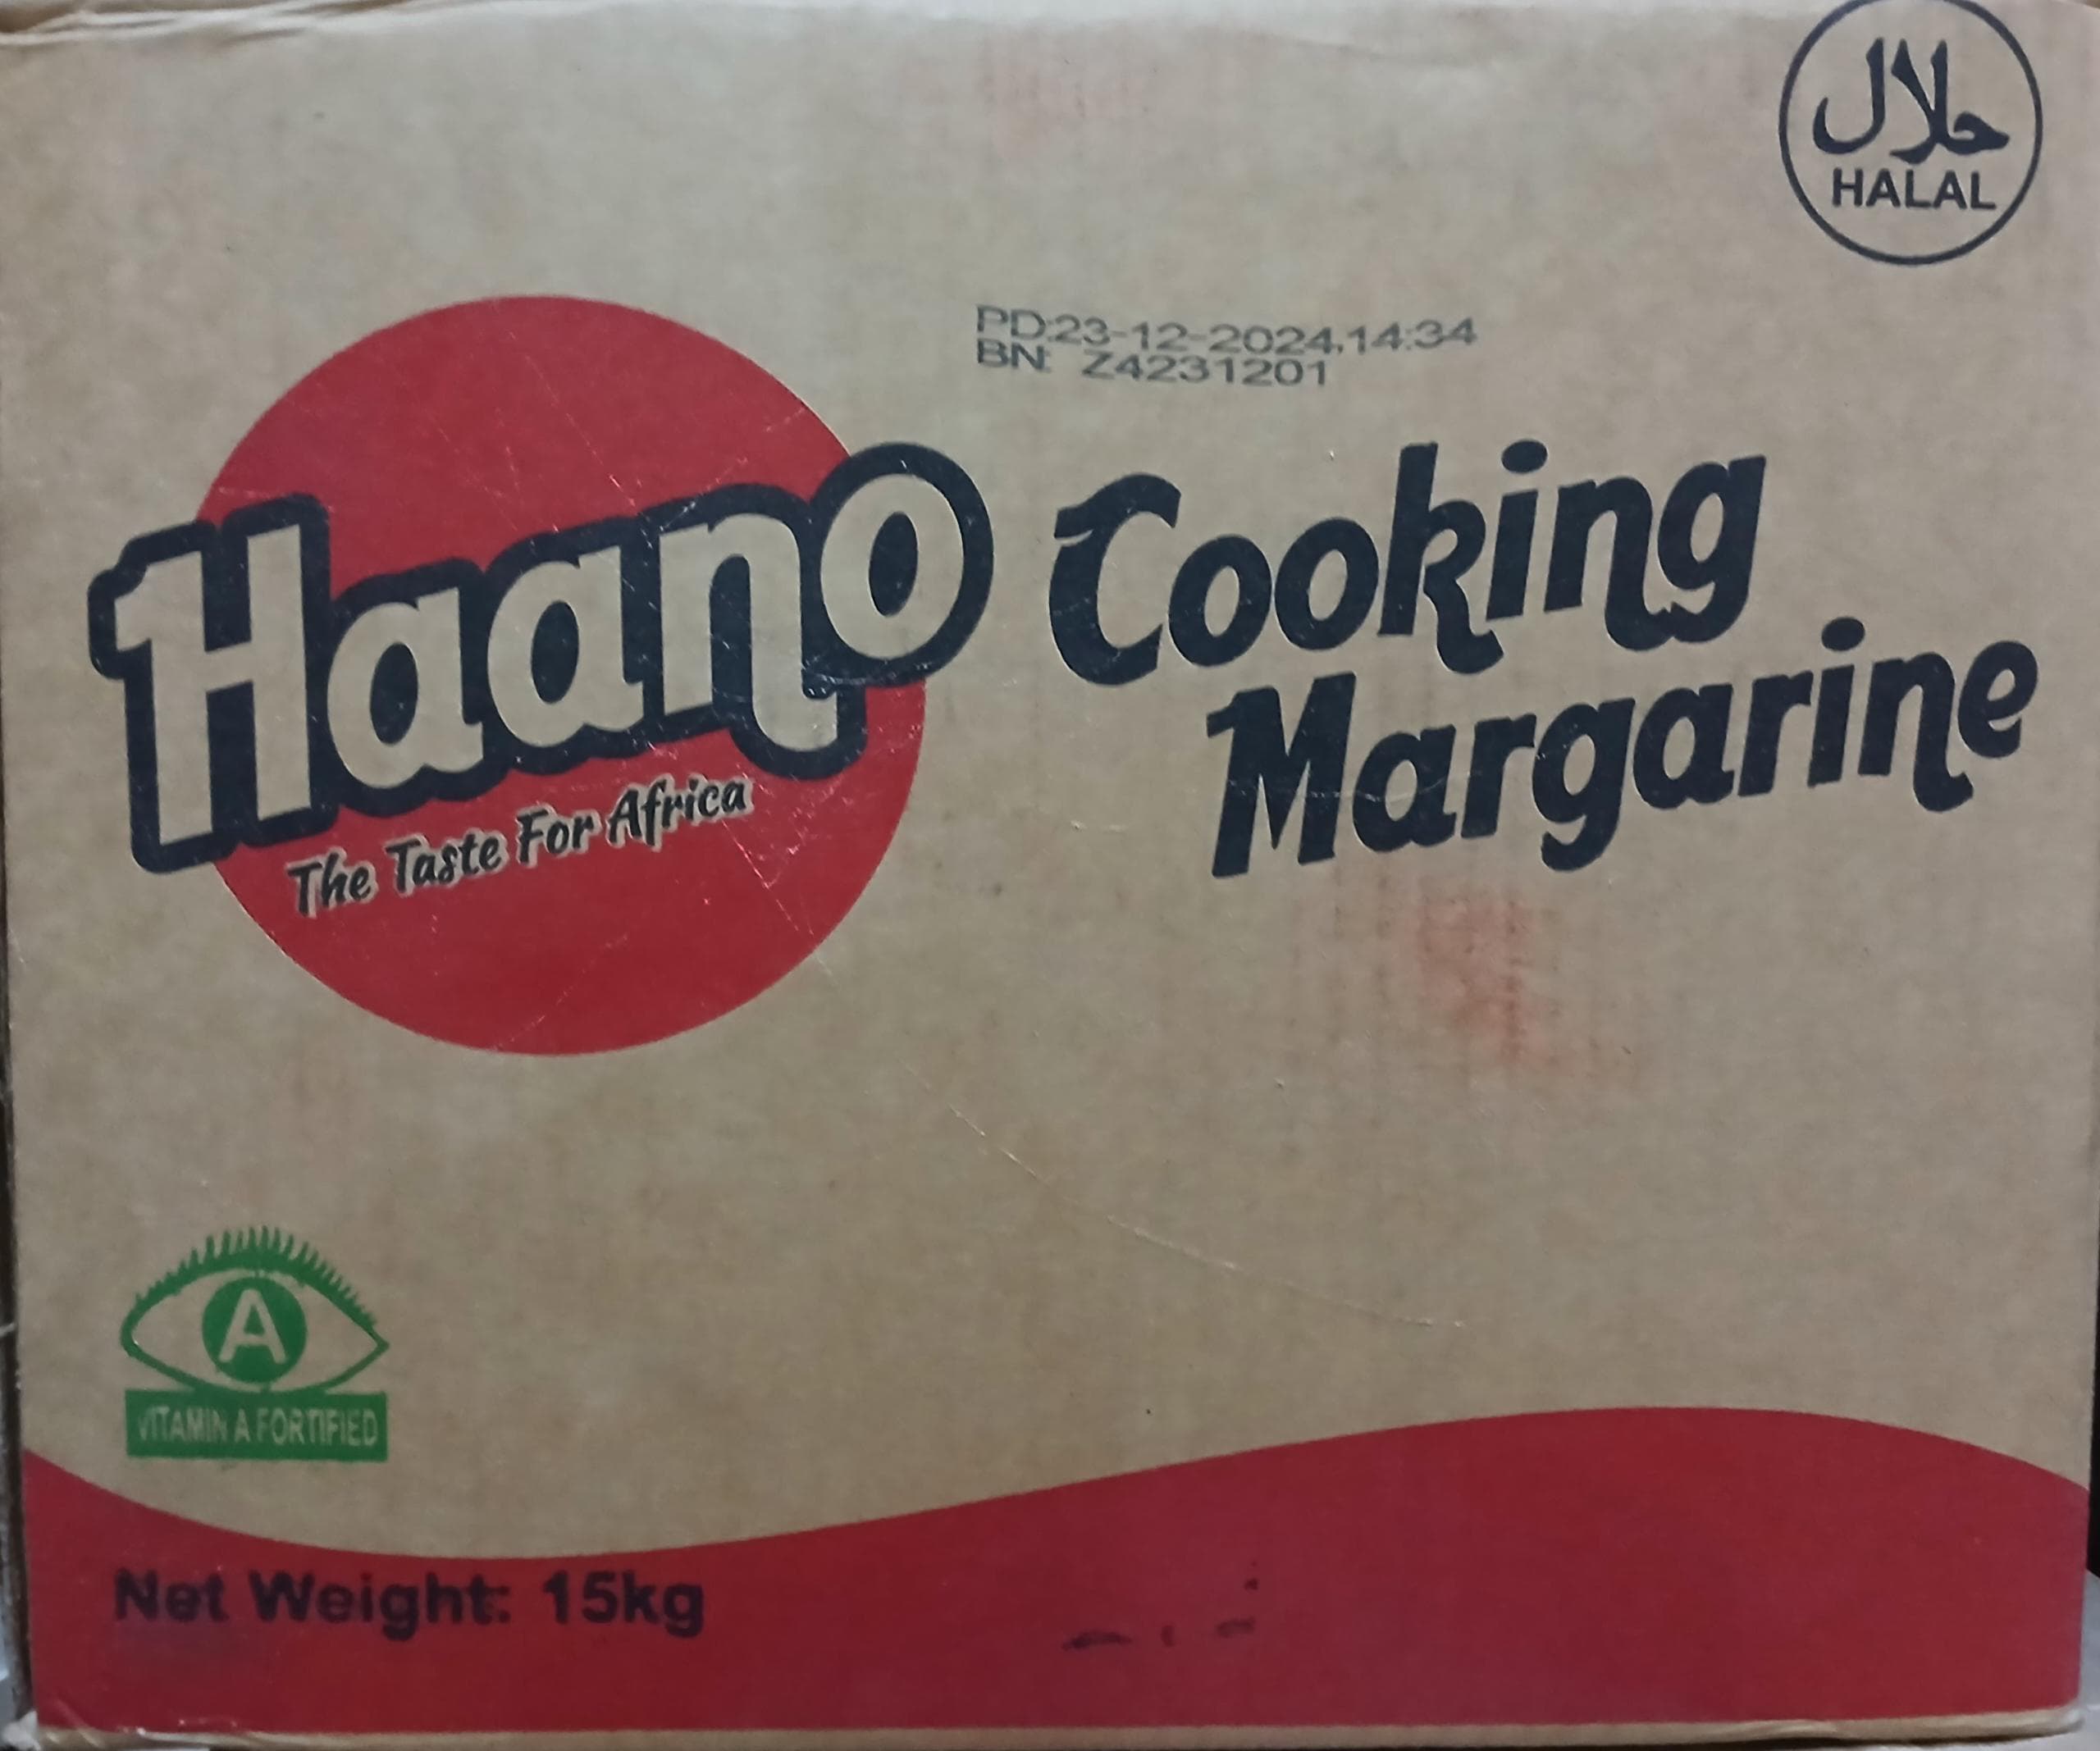 حلال
HALAL
PD:23-12-2024,14:34
BN: Z4231201
Haano
The Taste For Africa
Cooking
Margarine
A
VITAMIN A FORTIFIED
Net Weight: 15kg